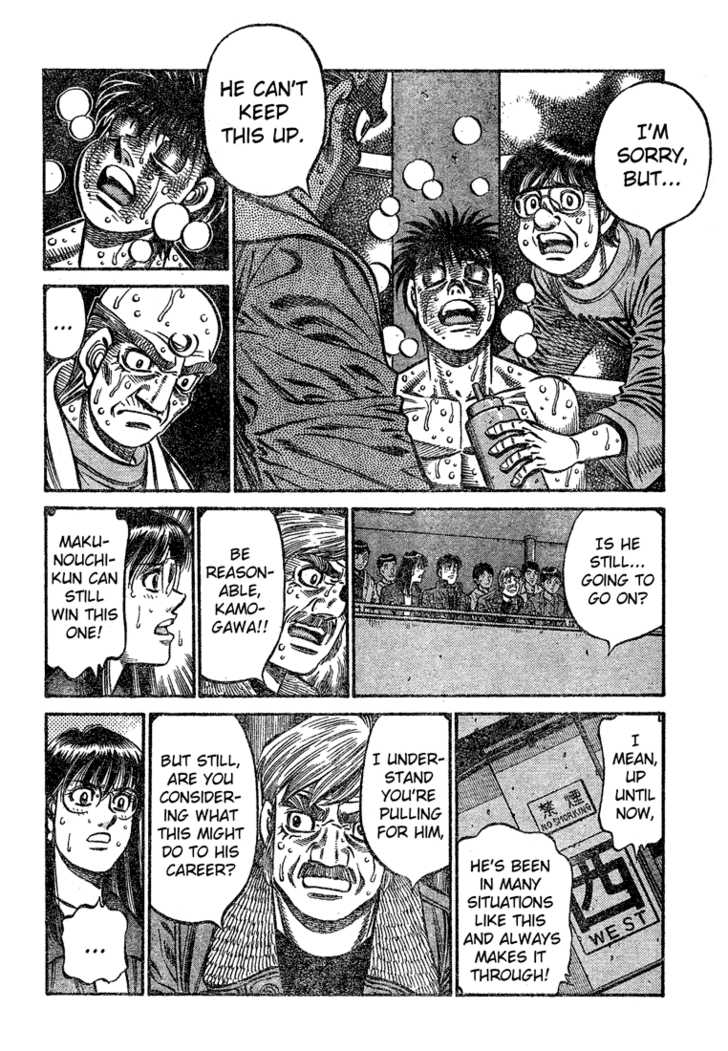 I'M
SORRY,
BUT...
HE CAN'T
KEEP
THIS UP.
...
IS HE
STILL...
GOING TO
GO ON?
BE
REASON-
ABLE,
KAMO-
GAWA!!
MAKU-
NOUCHI-
KUN CAN
STILL
WIN THIS
ONE!
I
MEAN,
UP
UNTIL
NOW,
禁煙
NO SMORKING
西
WEST
HE'S BEEN
IN MANY
SITUATIONS
LIKE THIS
AND ALWAYS
MAKES IT
THROUGH!
I UNDER-
STAND
YOU'RE
PULLING
FOR HIM,
BUT STILL,
ARE YOU
CONSIDER-
ING WHAT
THIS MIGHT
DO TO HIS
CAREER?
...